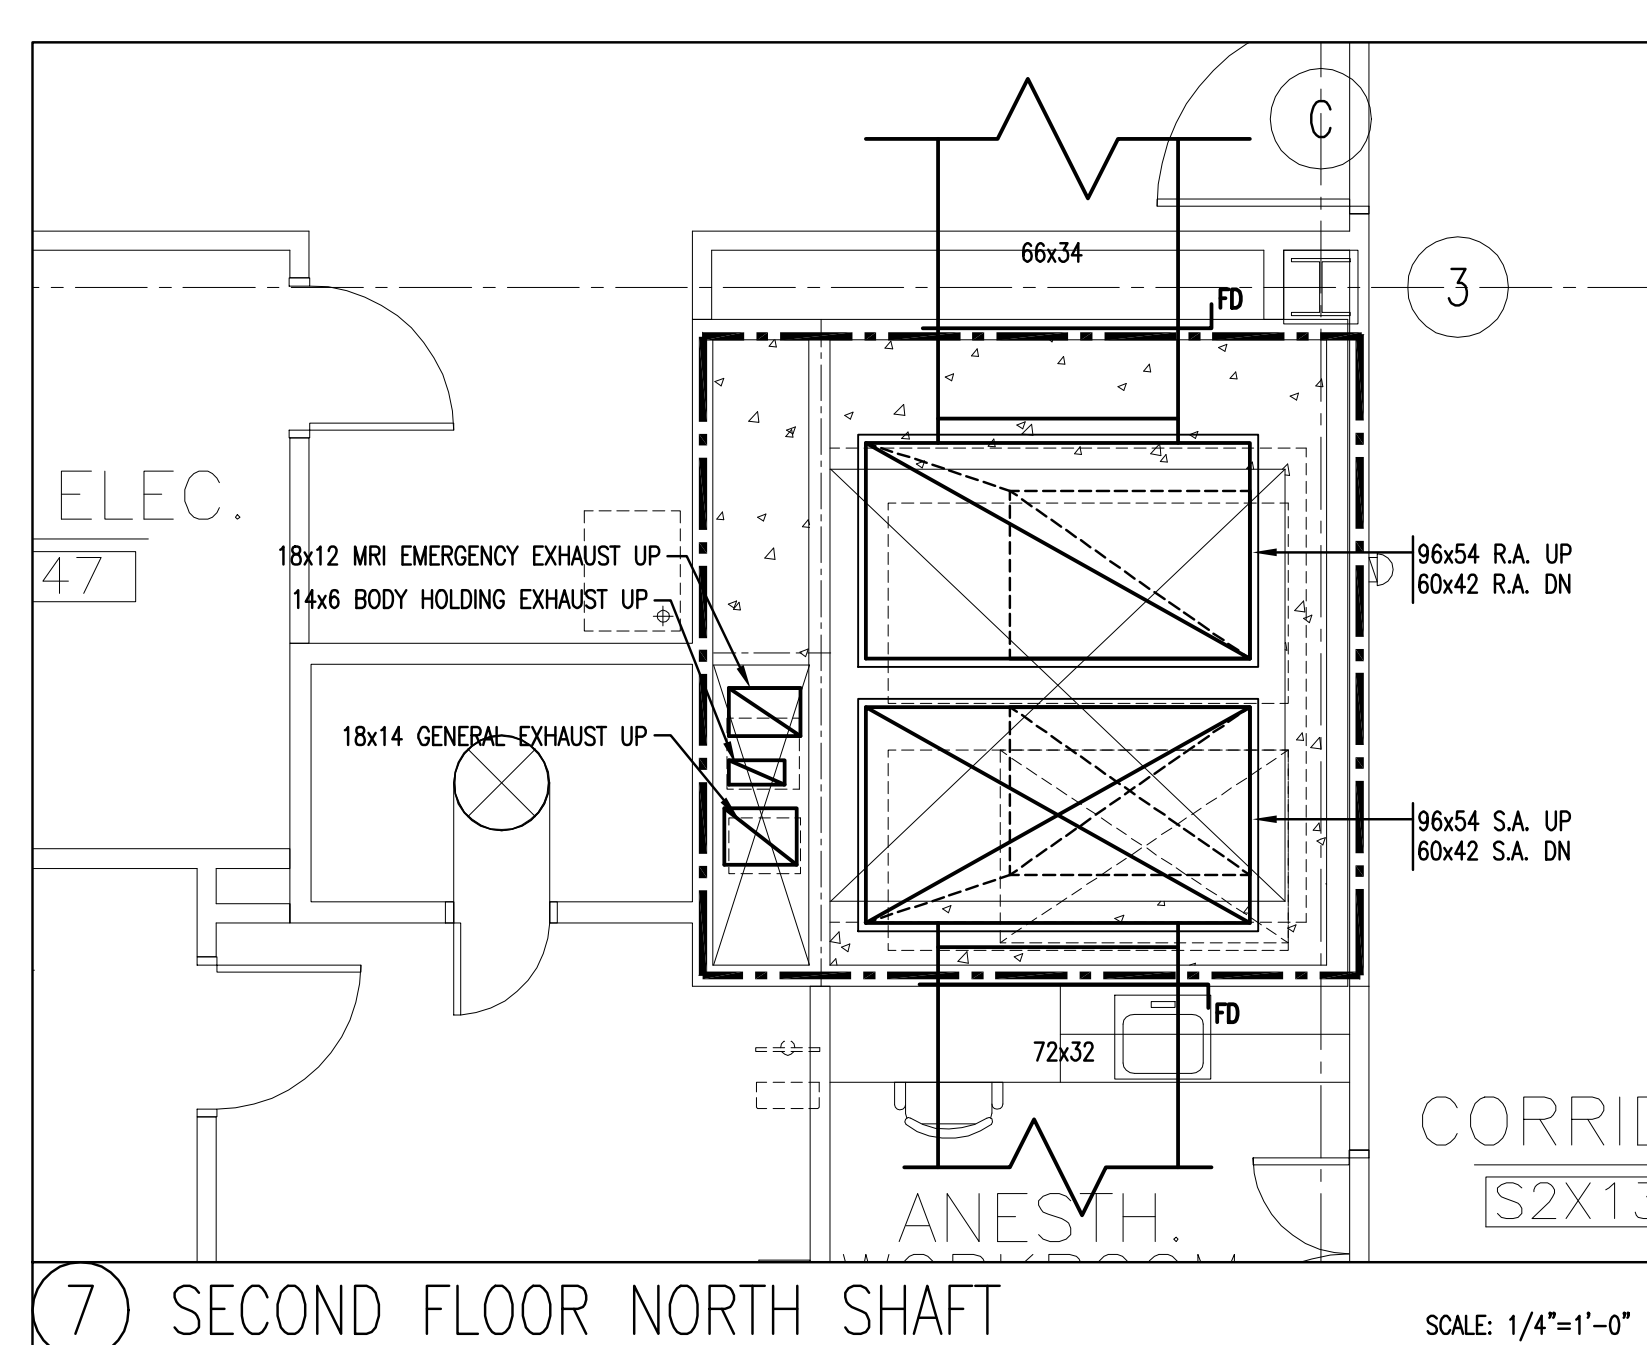 C
66x34
3
FD
ELEC.
47
18x12 MRI EMERGENCY EXHAUST UP
14x6 BODY HOLDING EXHAUST UP
18x14 GENERAL EXHAUST UP
96x54 R.A. UP
60x42 R.A. DN
96x54 S.A. UP
60x42 S.A. DN
FD
72x32
CORRID
S2X13
ANESTH.
WORKROOM
7 SECOND FLOOR NORTH SHAFT
SCALE: 1/4"=1'-0"